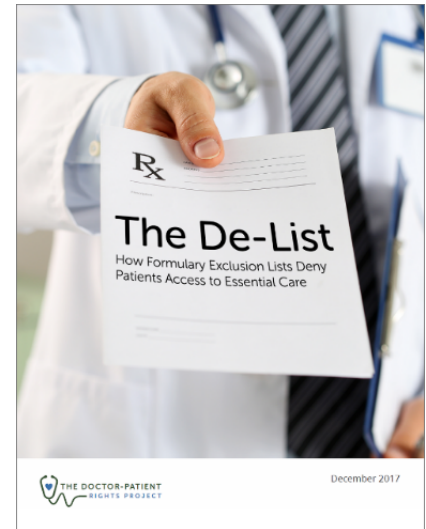 Rx
The De-List
How Formulary Exclusion Lists Deny
Patients Access to Essential Care
THE DOCTOR-PATIENT
RIGHTS PROJECT
December 2017